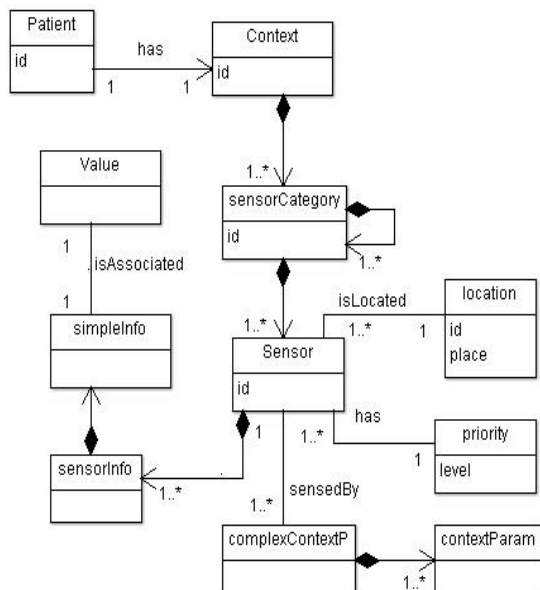 Patient
id
has
1
1
Context
id
1..*
Value
sensorCategory
id
1..*
1
.isAssociated
1
simpleInfo
1..*
isLocated
1..*
1
location
id
place
Sensor
id
1
1..*
has
1
priority
level
sensorInfo
1..*
sensedBy
1..*
complexContextP
contextParam
1..*